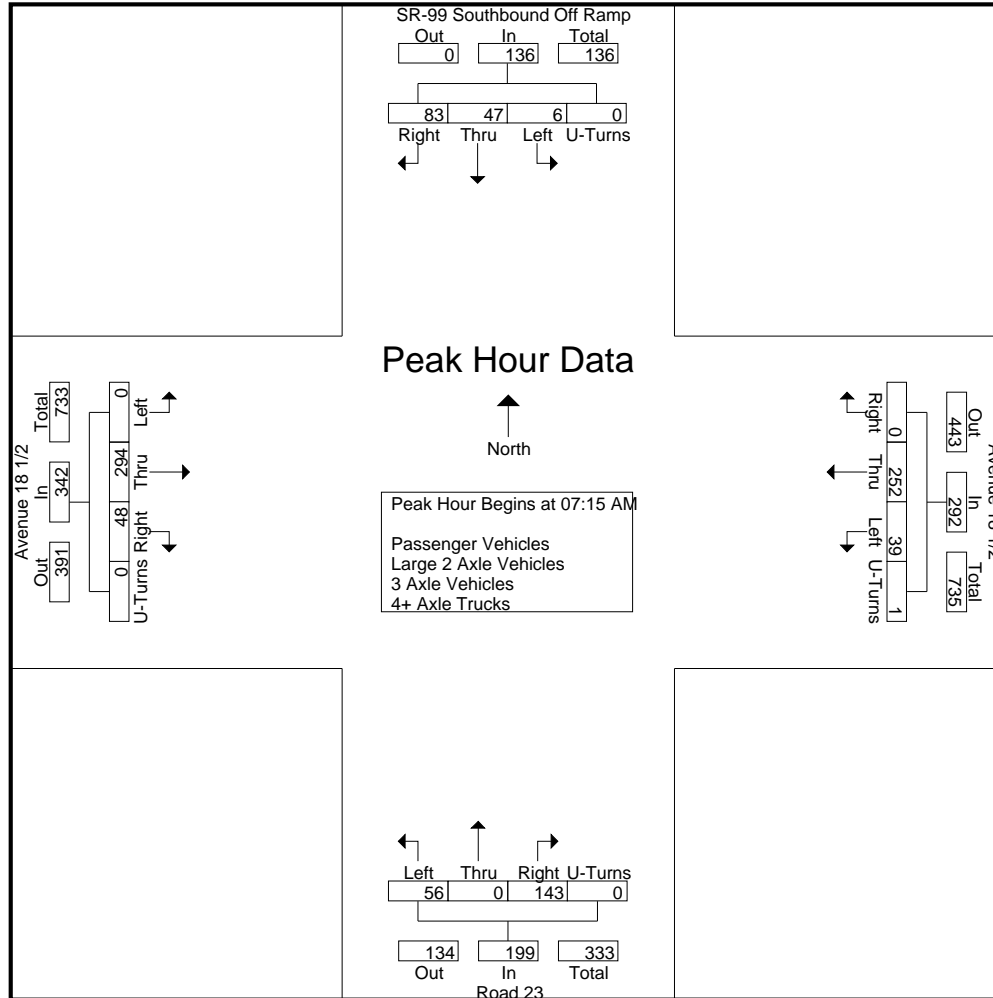 SR-99 Southbound Off Ramp
Out In Total
0 136 136
83 47 6 0
Right Thru Left U-Turns
Peak Hour Data
North
Peak Hour Begins at 07:15 AM
Passenger Vehicles
Large 2 Axle Vehicles
3 Axle Vehicles
4+ Axle Trucks
Avenue 18 1/2
Out In Total
391 342 733
0 48 294 0
U-Turns Right Thru Left
Right Thru Left U-Turns
0 252 39 1
Out In Total
443 292 735
Avenue 18 1/2
Left Thru Right U-Turns
56 0 143 0
134 199 333
Out In Total
Road 23